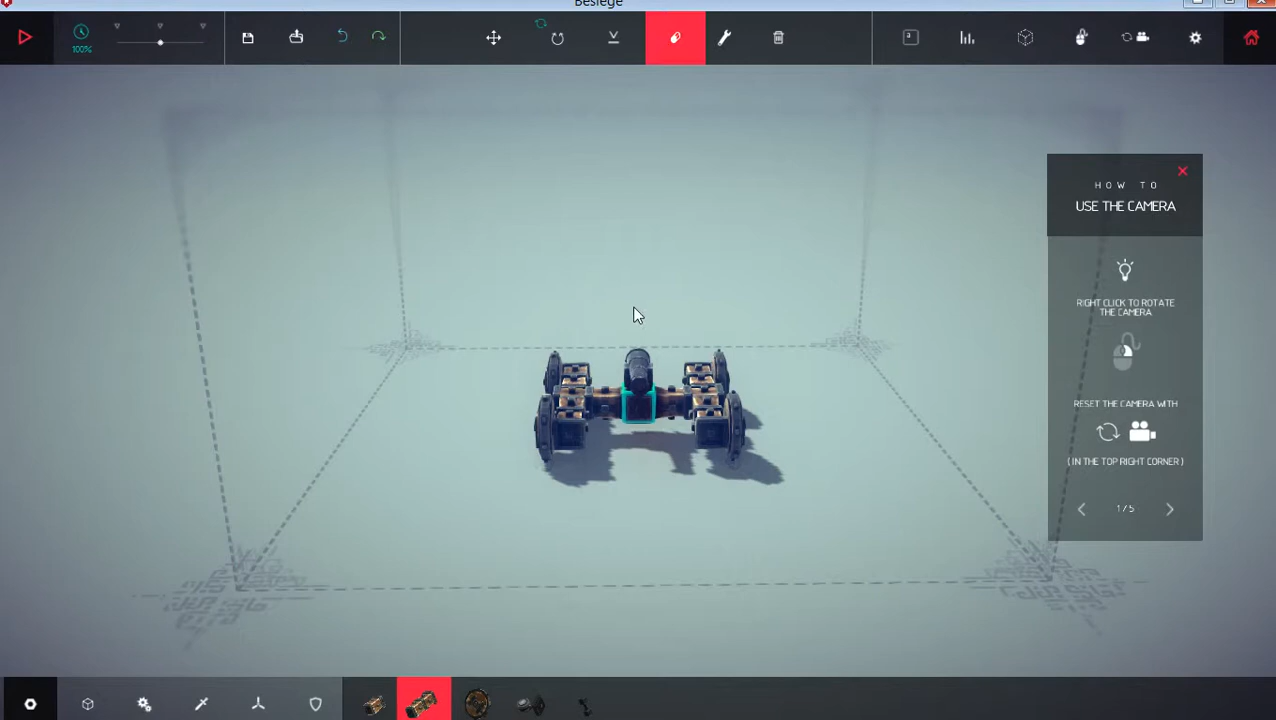 Besiege
100%
HOW TO
USE THE CAMERA
RIGHT CLICK TO ROTATE
THE CAMERA
RESET THE CAMERA WITH
( IN THE TOP RIGHT CORNER )
1/5